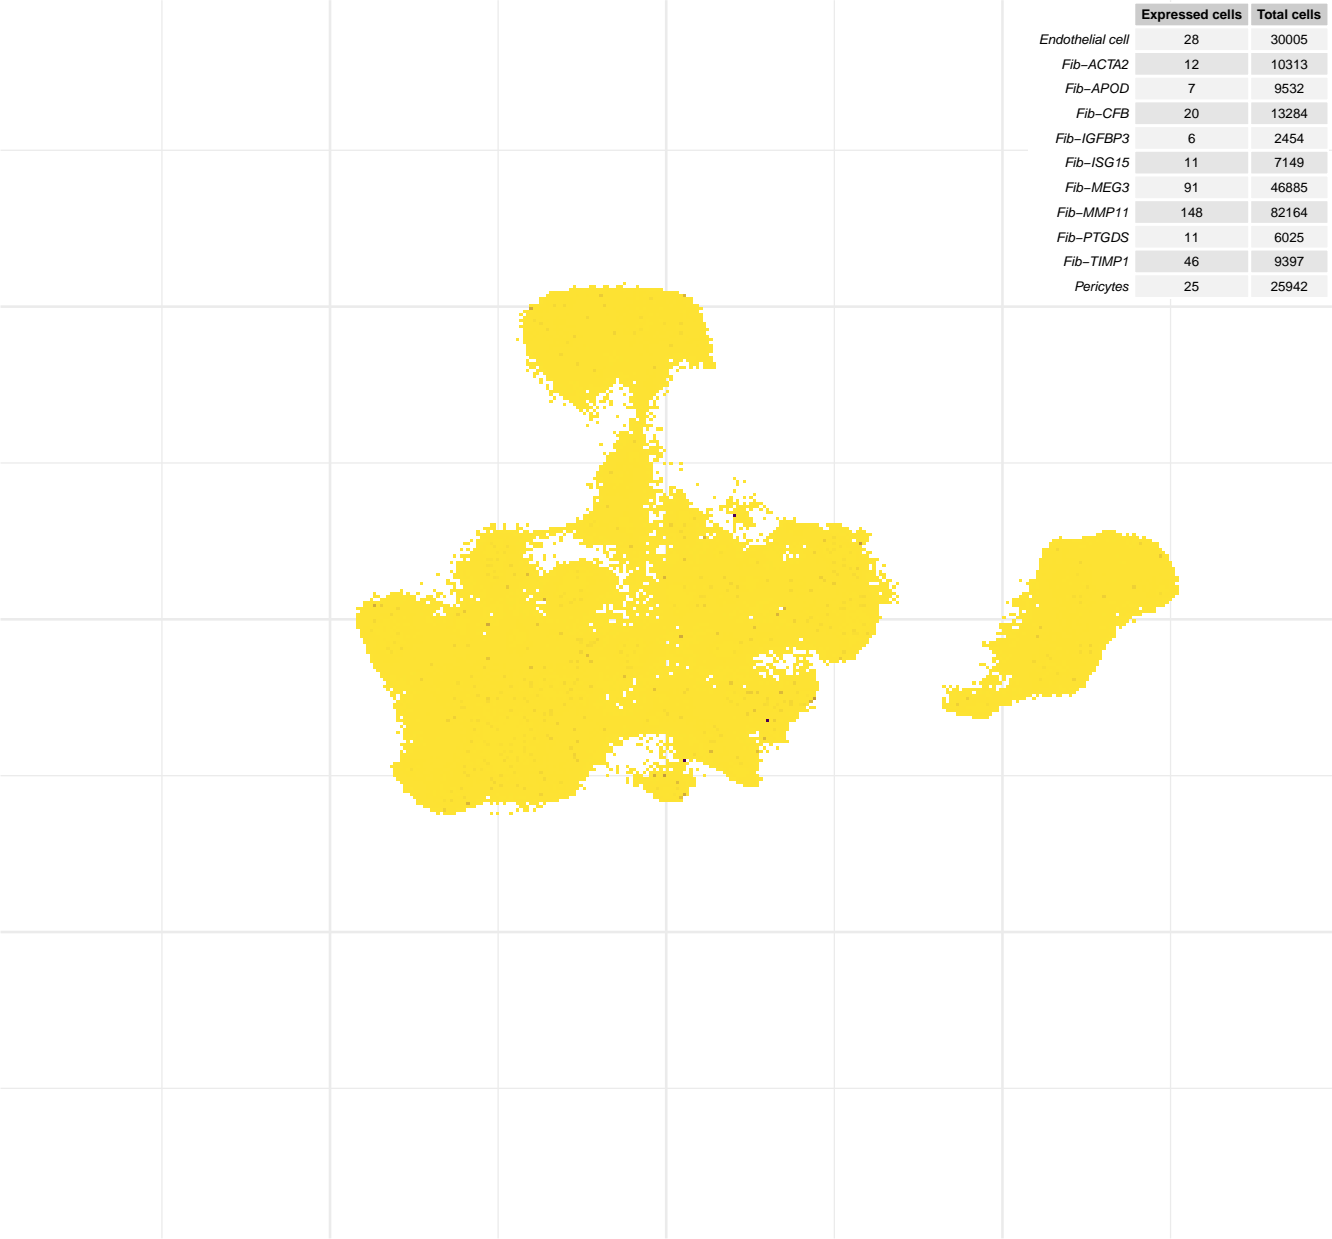 Expressed cells Total cells
Endothelial cell 28 30005
Fib−ACTA2 12 10313
Fib−APOD 7 9532
Fib−CFB 20 13284
Fib−IGFBP3 6 2454
Fib−ISG15 11 7149
Fib−MEG3 91 46885
Fib−MMP11 148 82164
Fib−PTGDS 11 6025
Fib−TIMP1 46 9397
Pericytes 25 25942